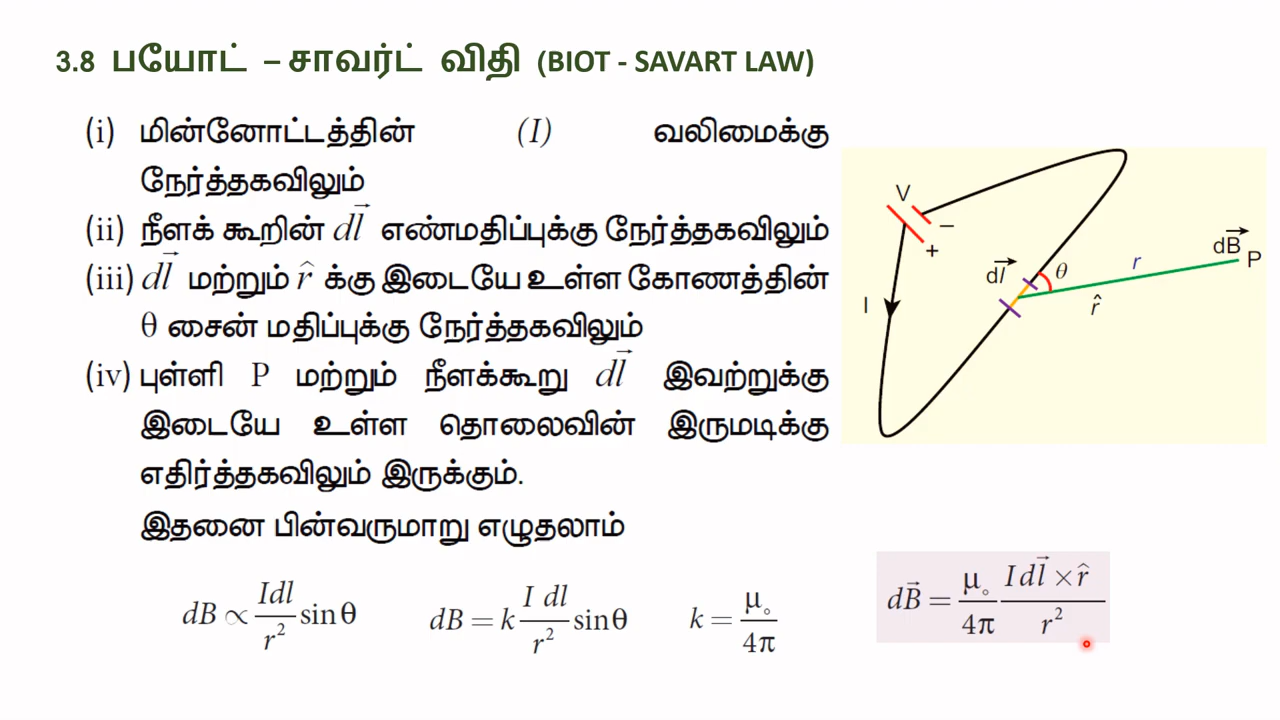 3.8 பயோட் – சாவர்ட் விதி (BIOT - SAVART LAW)
(i) மின்னோட்டத்தின் (I) வலிமைக்கு
நேர்த்தகவிலும்
(ii) நீளக் கூறின் dl⃗ எண்மதிப்புக்கு நேர்த்தகவிலும்
(iii) dl⃗ மற்றும் r̂ க்கு இடையே உள்ள கோணத்தின்
θ சைன் மதிப்புக்கு நேர்த்தகவிலும்
(iv) புள்ளி P மற்றும் நீளக்கூறு dl⃗ இவற்றுக்கு
இடையே உள்ள தொலைவின் இருமடிக்கு
எதிர்த்தகவிலும் இருக்கும்.
இதனை பின்வருமாறு எழுதலாம்
dB ∝ Idl/r² sinθ
dB = k I dl/r² sinθ
k = μ∘/4π
dB⃗ = μ∘/4π Idl⃗ × r̂/r²
V
−
+
I
dl⃗
θ
r
r̂
dB⃗
P